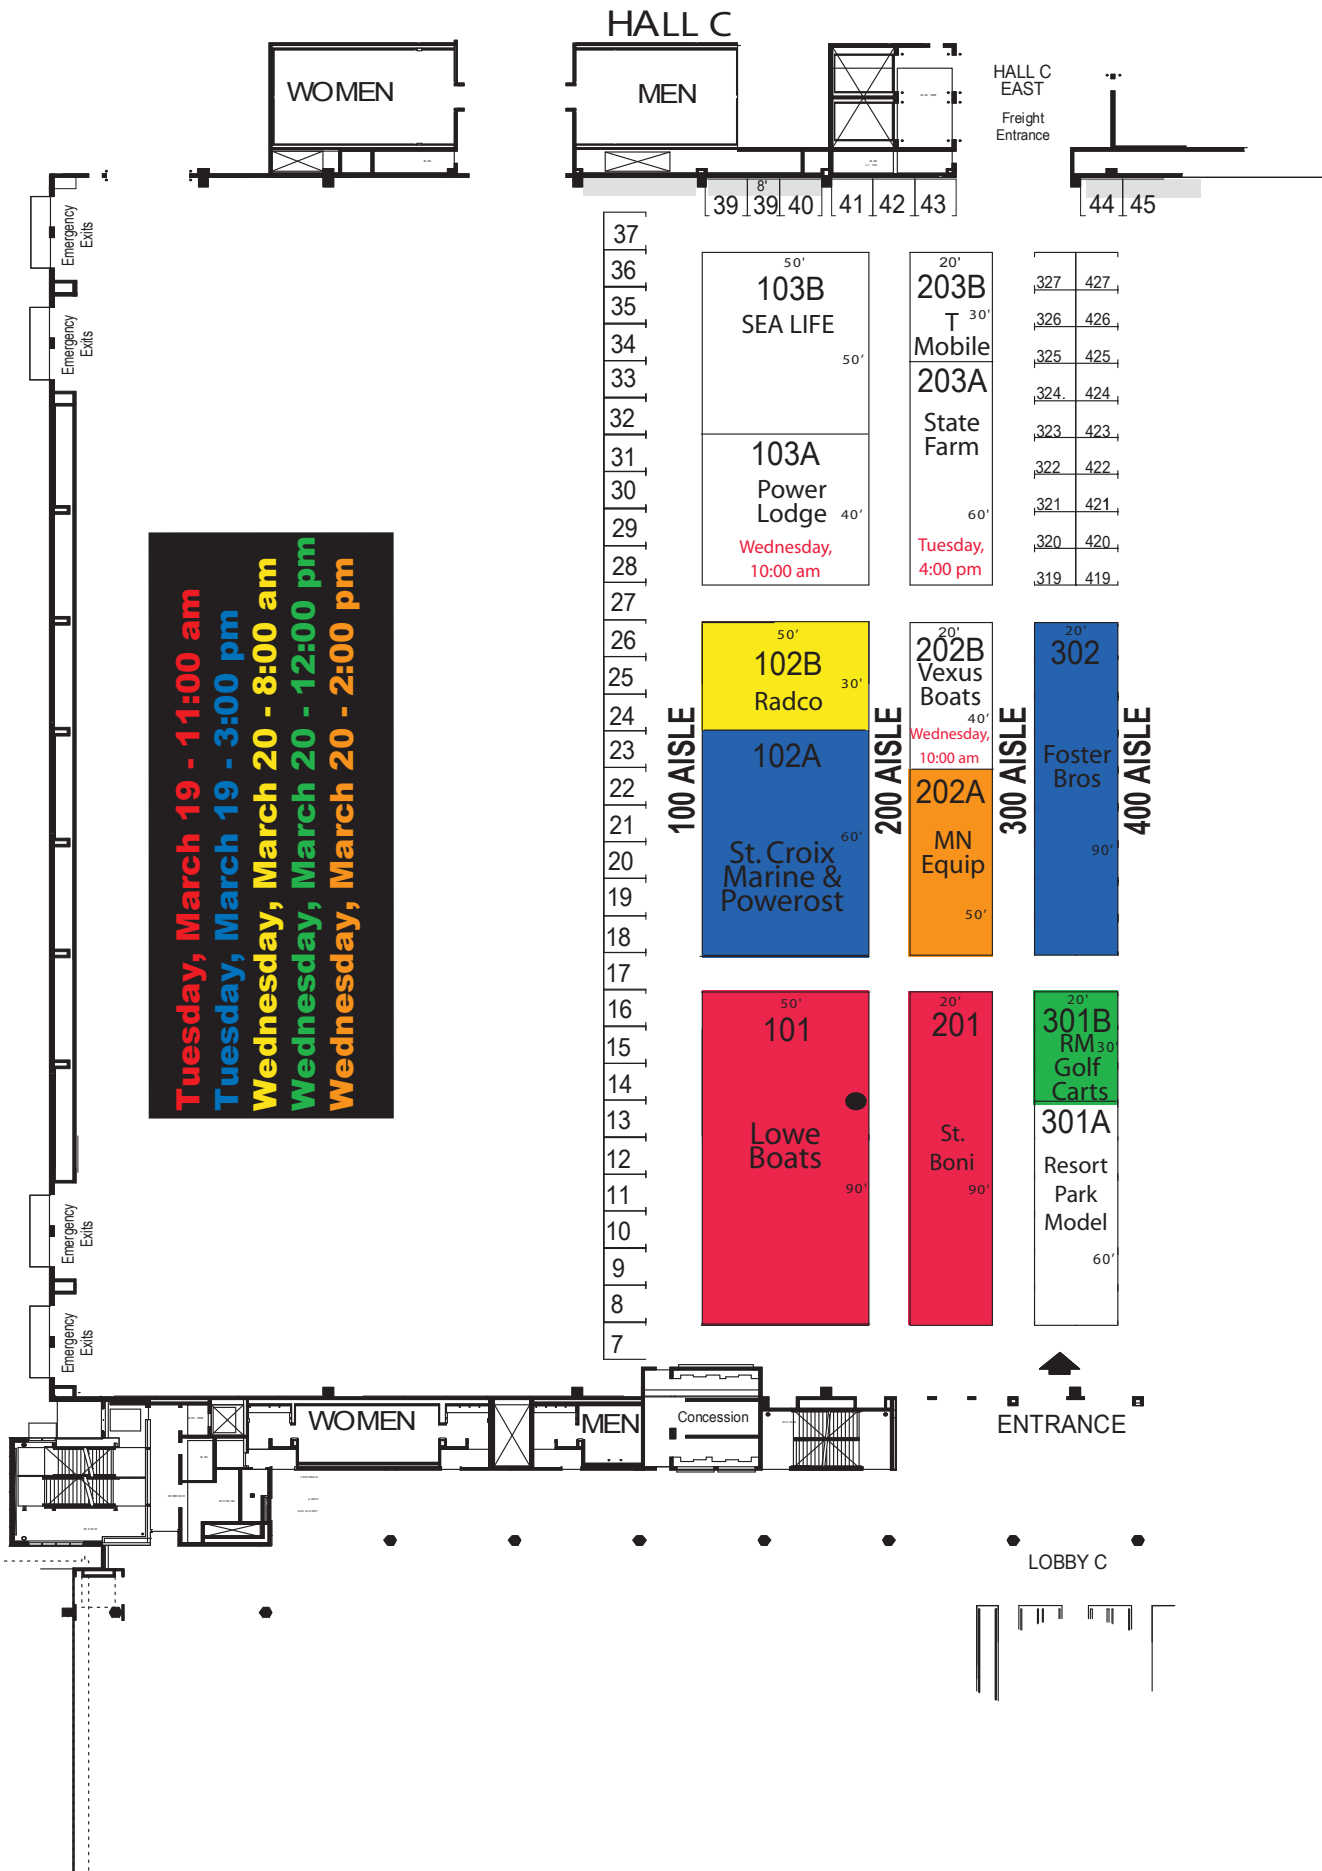 HALL C
WOMEN
MEN
HALL C
EAST
Freight
Entrance
Emergency
Exits
Emergency
Exits
Emergency
Exits
Emergency
Exits
39
8'
39
40
41
42
43
44
45
37
36
35
34
33
32
31
30
29
28
27
26
25
24
23
22
21
20
19
18
17
16
15
14
13
12
11
10
9
8
7
50'
103B
SEA LIFE
50'
103A
Power
Lodge
40'
Wednesday,
10:00 am
20'
203B
T
30'
Mobile
203A
State
Farm
60'
Tuesday,
4:00 pm
327 427
326 426
325 425
324. 424
323 423
322 422
321 421
320 420
319 419
Tuesday, March 19 - 11:00 am
Tuesday, March 19 - 3:00 pm
Wednesday, March 20 - 8:00 am
Wednesday, March 20 - 12:00 pm
Wednesday, March 20 - 2:00 pm
100 AISLE
50'
102B
30'
Radco
102A
60'
St. Croix
Marine &
Powerost
200 AISLE
20'
202B
Vexus
Boats
40'
Wednesday,
10:00 am
202A
MN
Equip
50'
300 AISLE
20'
302
Foster
Bros
90'
400 AISLE
50'
101
Lowe
Boats
90'
20'
201
St.
Boni
90'
20'
301B
RM 30'
Golf
Carts
301A
Resort
Park
Model
60'
WOMEN
MEN
Concession
ENTRANCE
LOBBY C